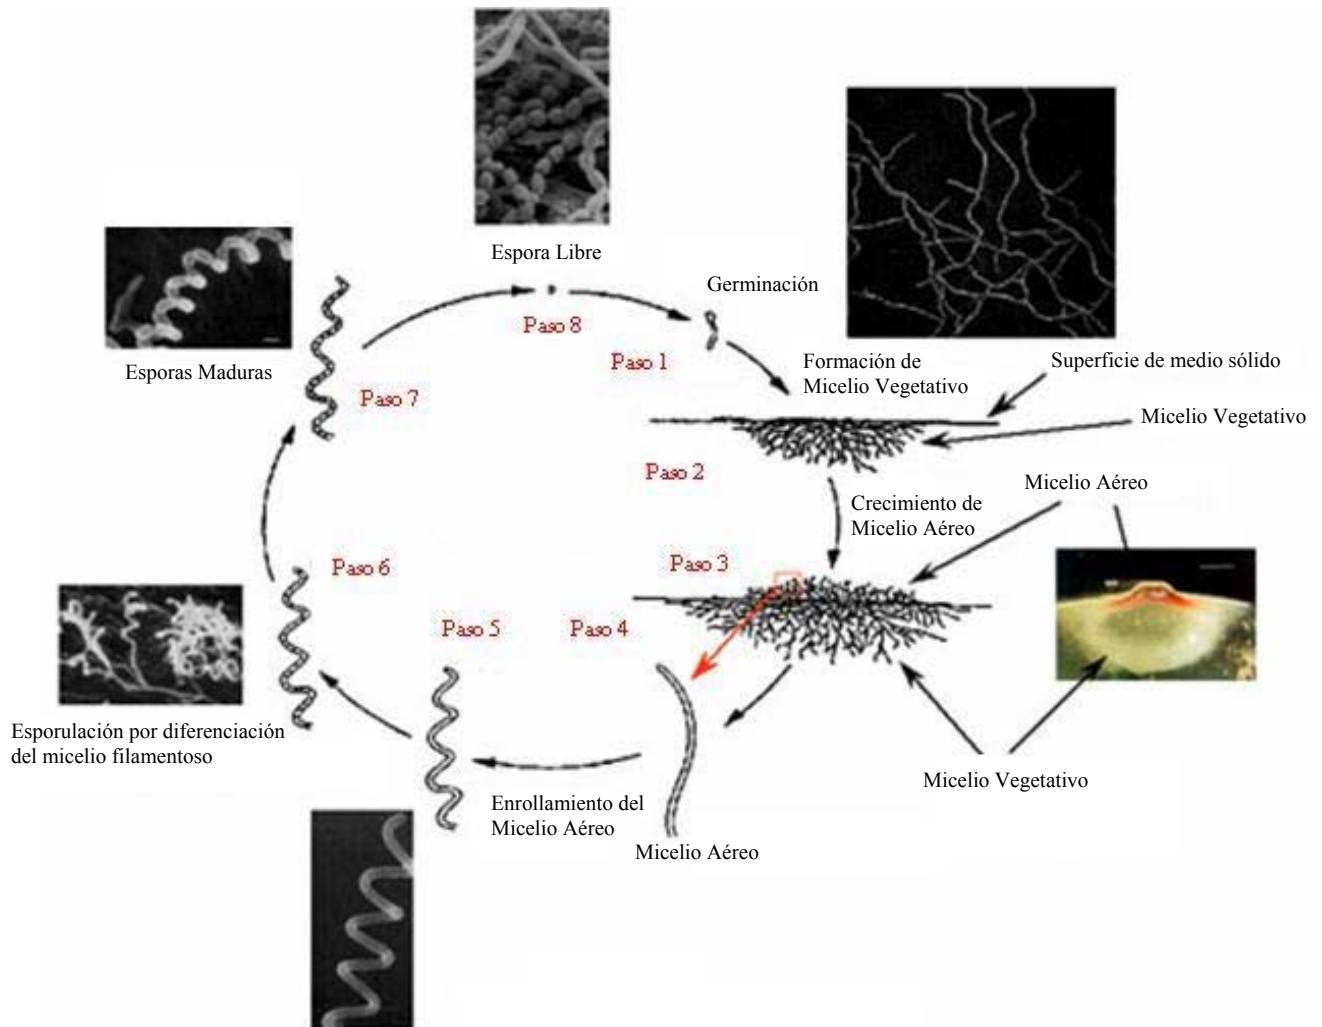 Espora Libre
Germinación
Paso 8
Paso 1
Formación de
Micelio Vegetativo
Superficie de medio sólido
Micelio Vegetativo
Paso 2
Micelio Aéreo
Crecimiento de
Micelio Aéreo
Paso 3
Paso 4
Micelio Vegetativo
Micelio Aéreo
Enrollamiento del
Micelio Aéreo
Paso 5
Paso 6
Esporulación por diferenciación
del micelio filamentoso
Paso 7
Esporas Maduras